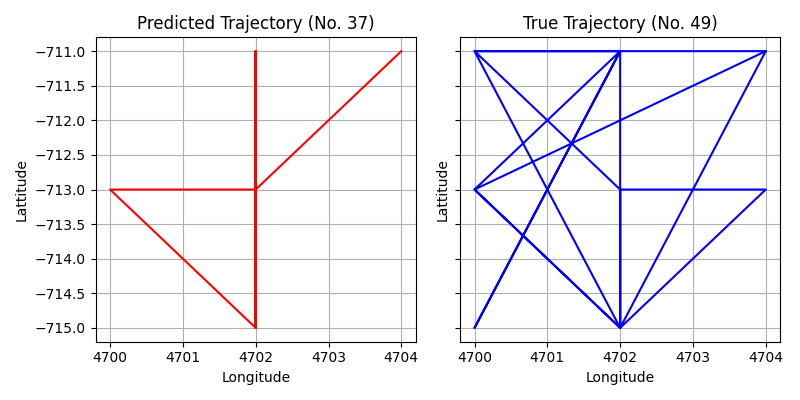 Predicted Trajectory (No. 37)
True Trajectory (No. 49)
Lattitude
−711.0
−711.5
−712.0
−712.5
−713.0
−713.5
−714.0
−714.5
−715.0
4700 4701 4702 4703 4704
Longitude
Lattitude
4700 4701 4702 4703 4704
Longitude